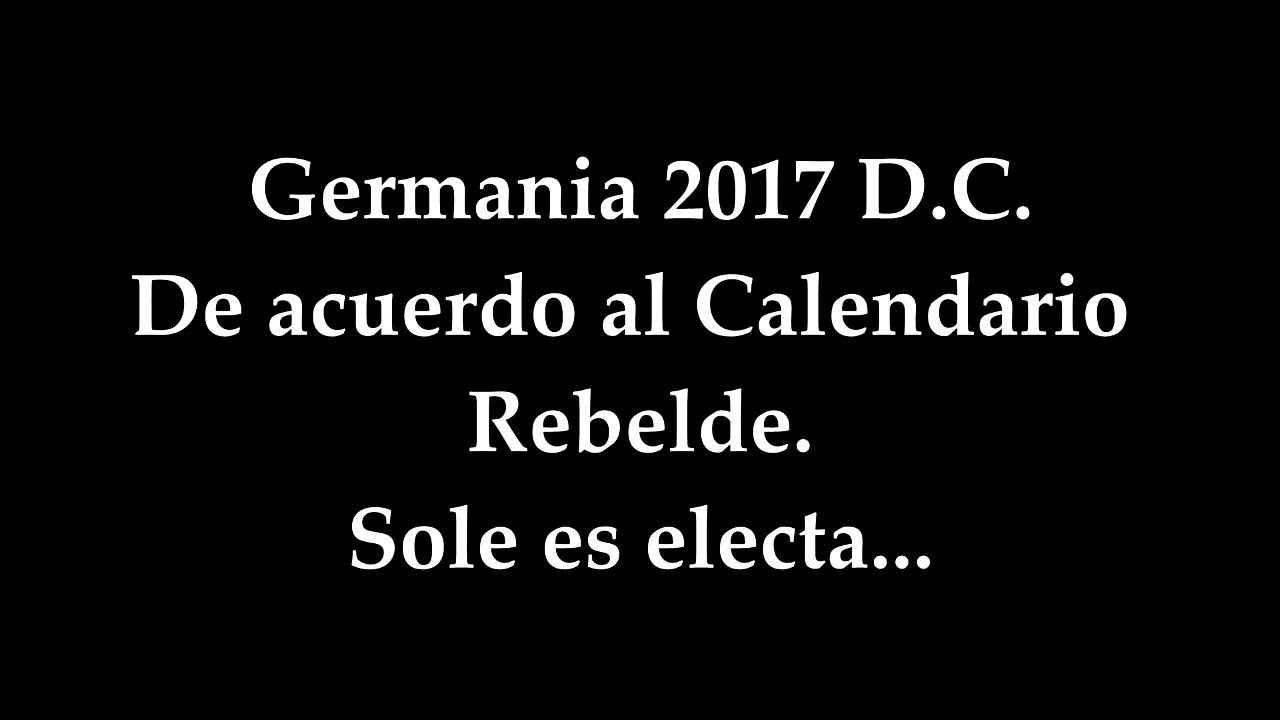 Germania 2017 D.C.
De acuerdo al Calendario
Rebelde.
Sole es electa...